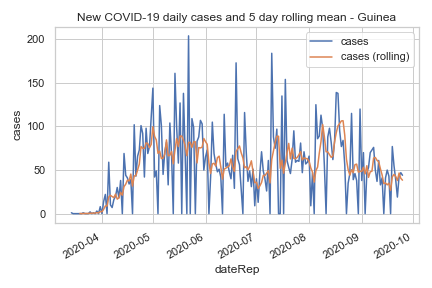 New COVID-19 daily cases and 5 day rolling mean - Guinea
cases
cases (rolling)
200
150
100
50
0
cases
2020-04
2020-05
2020-06
2020-07
2020-08
2020-09
2020-10
dateRep